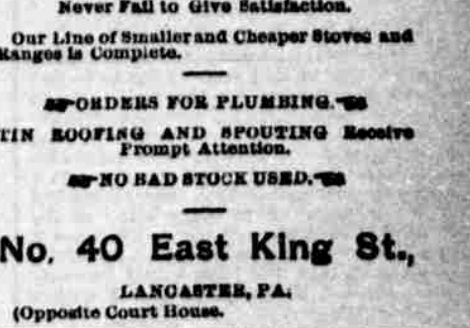 Never Fail to Give Satisfaction.
Our Line of Smaller and Cheaper Stoves and
Ranges is Complete.
ORDERS FOR PLUMBING.
TIN ROOFING AND SPOUTING Receive
Prompt Attention.
NO BAD STOCK USED.
No. 40 East King St.,
LANCASTER, PA.
(Opposite Court House.